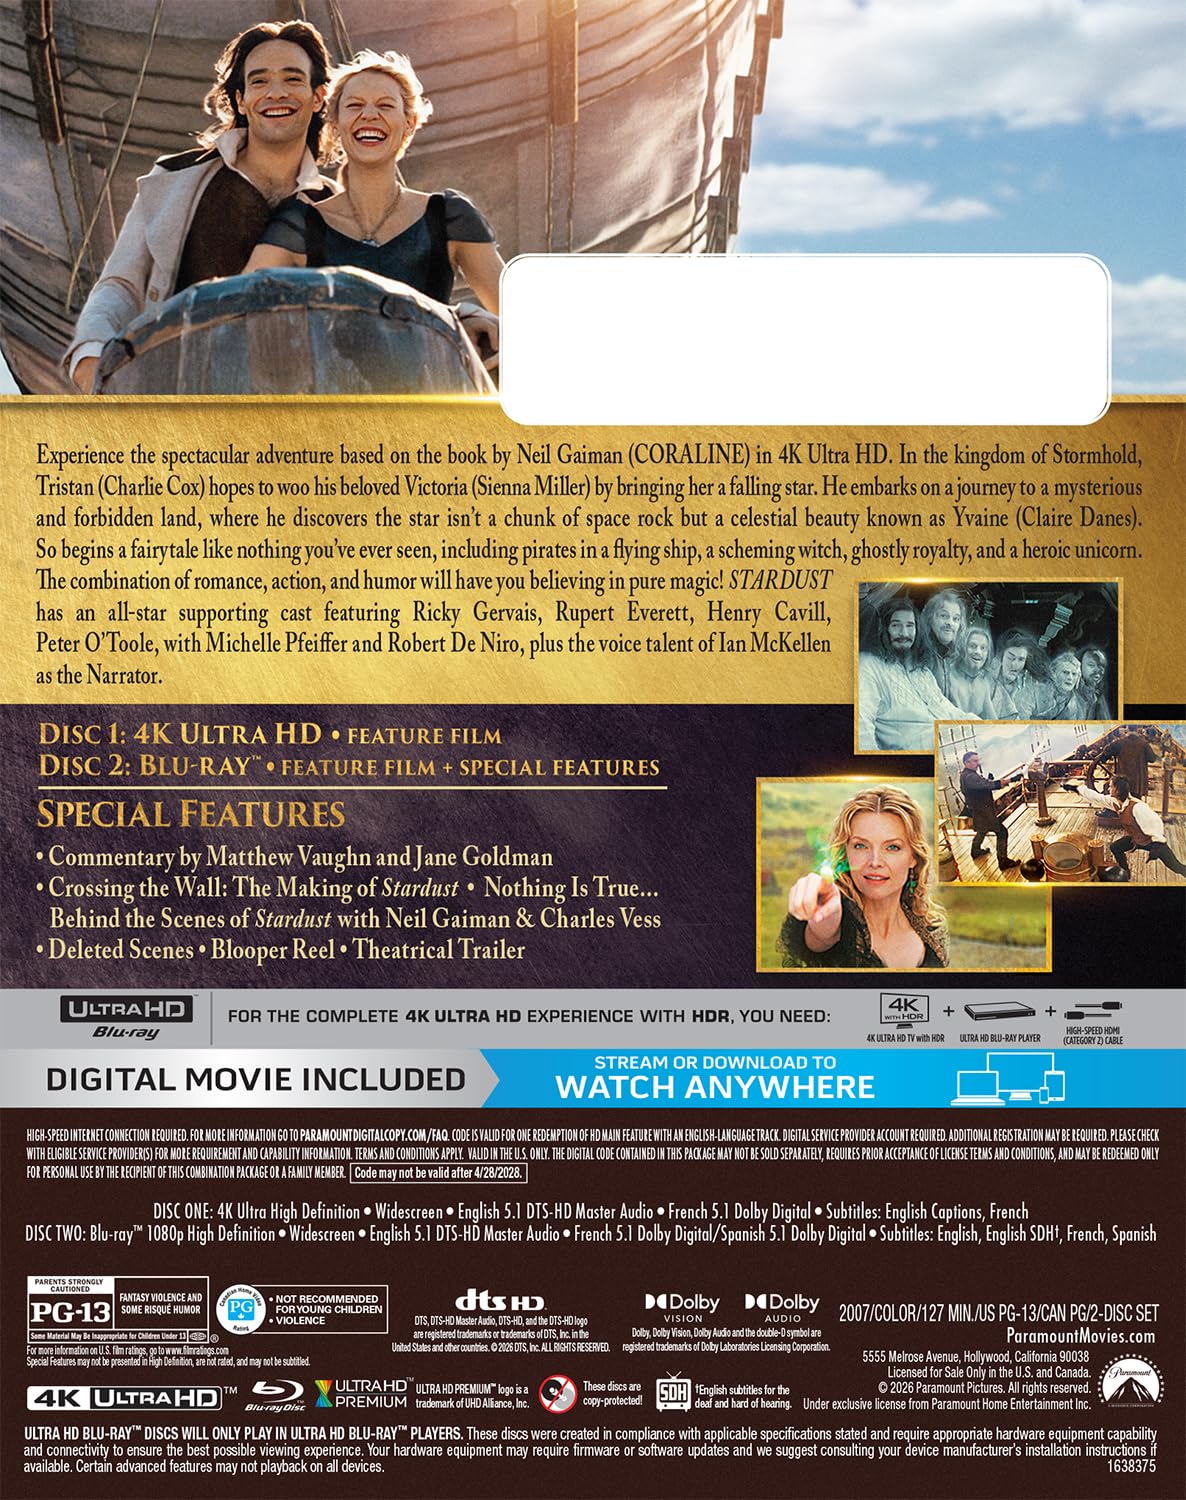 Experience the spectacular adventure based on the book by Neil Gaiman (CORALINE) in 4K Ultra HD. In the kingdom of Stormhold,
Tristan (Charlie Cox) hopes to woo his beloved Victoria (Sienna Miller) by bringing her a falling star. He embarks on a journey to a mysterious
and forbidden land, where he discovers the star isn't a chunk of space rock but a celestial beauty known as Yvaine (Claire Danes).
So begins a fairytale like nothing you've ever seen, including pirates in a flying ship, a scheming witch, ghostly royalty, and a heroic unicorn.
The combination of romance, action, and humor will have you believing in pure magic! STARDUST
has an all-star supporting cast featuring Ricky Gervais, Rupert Everett, Henry Cavill,
Peter O'Toole, with Michelle Pfeiffer and Robert De Niro, plus the voice talent of Ian McKellen
as the Narrator.
DISC 1: 4K ULTRA HD • FEATURE FILM
DISC 2: BLU-RAY™ • FEATURE FILM + SPECIAL FEATURES
SPECIAL FEATURES
• Commentary by Matthew Vaughn and Jane Goldman
• Crossing the Wall: The Making of Stardust • Nothing Is True...
Behind the Scenes of Stardust with Neil Gaiman & Charles Vess
• Deleted Scenes • Blooper Reel • Theatrical Trailer
ULTRA HD™
Blu-ray
FOR THE COMPLETE 4K ULTRA HD EXPERIENCE WITH HDR, YOU NEED:
4K
WITH HDR
4K ULTRA HD TV with HDR
+
ULTRA HD BLU-RAY PLAYER
+
HIGH-SPEED HDMI
(CATEGORY 2) CABLE
DIGITAL MOVIE INCLUDED
STREAM OR DOWNLOAD TO
WATCH ANYWHERE
HIGH-SPEED INTERNET CONNECTION REQUIRED. FOR MORE INFORMATION GO TO PARAMOUNTDIGITALCOPY.COM/FAQ. CODE IS VALID FOR ONE REDEMPTION OF HD MAIN FEATURE WITH AN ENGLISH-LANGUAGE TRACK. DIGITAL SERVICE PROVIDER ACCOUNT REQUIRED. ADDITIONAL REGISTRATION MAY BE REQUIRED. PLEASE CHECK
WITH ELIGIBLE SERVICE PROVIDER(S) FOR MORE REQUIREMENT AND CAPABILITY INFORMATION. TERMS AND CONDITIONS APPLY. VALID IN THE U.S. ONLY. THE DIGITAL CODE CONTAINED IN THIS PACKAGE MAY NOT BE SOLD SEPARATELY, REQUIRES PRIOR ACCEPTANCE OF LICENSE TERMS AND CONDITIONS, AND MAY BE REDEEMED ONLY
FOR PERSONAL USE BY THE RECIPIENT OF THIS COMBINATION PACKAGE OR A FAMILY MEMBER. Code may not be valid after 4/28/2028.
DISC ONE: 4K Ultra High Definition • Widescreen • English 5.1 DTS-HD Master Audio • French 5.1 Dolby Digital • Subtitles: English Captions, French
DISC TWO: Blu-ray™ 1080p High Definition • Widescreen • English 5.1 DTS-HD Master Audio • French 5.1 Dolby Digital/Spanish 5.1 Dolby Digital • Subtitles: English, English SDH†, French, Spanish
PARENTS STRONGLY CAUTIONED
PG-13
FANTASY VIOLENCE AND
SOME RISQUÉ HUMOR
Some Material May Be Inappropriate for Children Under 13
®
For more information on U.S. film ratings, go to www.filmratings.com
Special Features may not be presented in High Definition, are not rated, and may not be subtitled.
Canadian Home Video
PG
Rating
• NOT RECOMMENDED
FOR YOUNG CHILDREN
• VIOLENCE
dts HD
DTS, DTS-HD Master Audio, DTS-HD, and the DTS-HD logo
are registered trademarks or trademarks of DTS, Inc. in the
United States and other countries. © 2026 DTS, Inc. ALL RIGHTS RESERVED.
Dolby
VISION
Dolby
AUDIO
Dolby, Dolby Vision, Dolby Audio and the double-D symbol are
registered trademarks of Dolby Laboratories Licensing Corporation.
2007/COLOR/127 MIN./US PG-13/CAN PG/2-DISC SET
ParamountMovies.com
5555 Melrose Avenue, Hollywood, California 90038
Licensed for Sale Only in the U.S. and Canada.
© 2026 Paramount Pictures. All rights reserved.
Under exclusive license from Paramount Home Entertainment Inc.
Paramount
4K ULTRA HD™
Blu-ray Disc™
ULTRA HD™
PREMIUM
ULTRA HD PREMIUM™ logo is a
trademark of UHD Alliance, Inc.
These discs are
copy-protected!
SDH
†English subtitles for the
deaf and hard of hearing.
ULTRA HD BLU-RAY™ DISCS WILL ONLY PLAY IN ULTRA HD BLU-RAY™ PLAYERS. These discs were created in compliance with applicable specifications stated and require appropriate hardware equipment capability
and connectivity to ensure the best possible viewing experience. Your hardware equipment may require firmware or software updates and we suggest consulting your device manufacturer's installation instructions if
available. Certain advanced features may not playback on all devices.
1638375